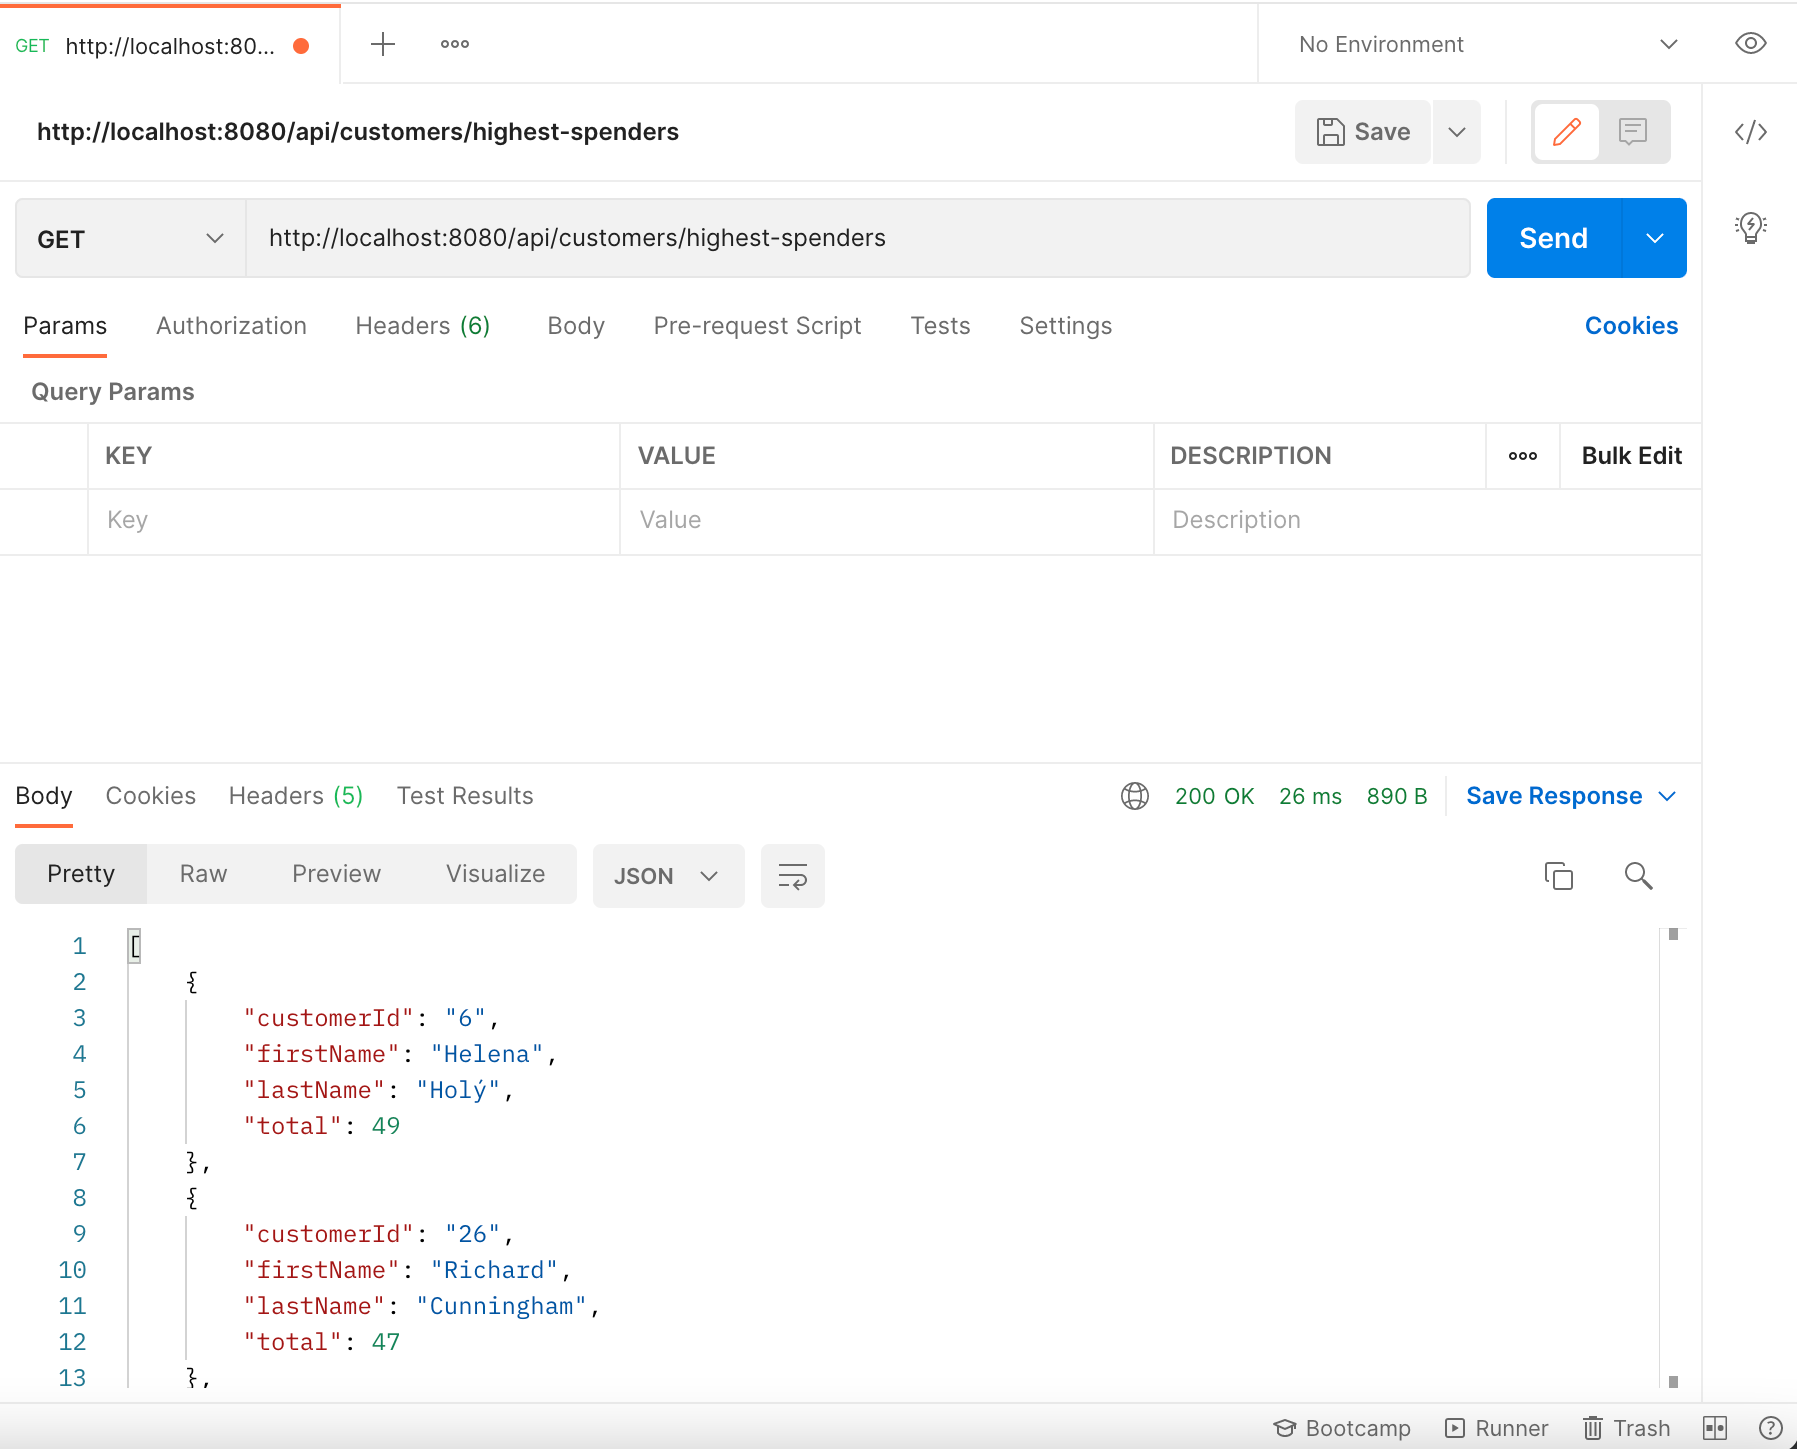 GET http://localhost:80...
No Environment
http://localhost:8080/api/customers/highest-spenders
Save
GET
http://localhost:8080/api/customers/highest-spenders
Send
Params Authorization Headers (6) Body Pre-request Script Tests Settings Cookies
Query Params
KEY VALUE DESCRIPTION Bulk Edit
Key Value Description
Body Cookies Headers (5) Test Results 200 OK 26 ms 890 B Save Response
Pretty Raw Preview Visualize JSON
1 [
2 {
3 "customerId": "6",
4 "firstName": "Helena",
5 "lastName": "Holý",
6 "total": 49
7 },
8 {
9 "customerId": "26",
10 "firstName": "Richard",
11 "lastName": "Cunningham",
12 "total": 47
13 },
Bootcamp Runner Trash